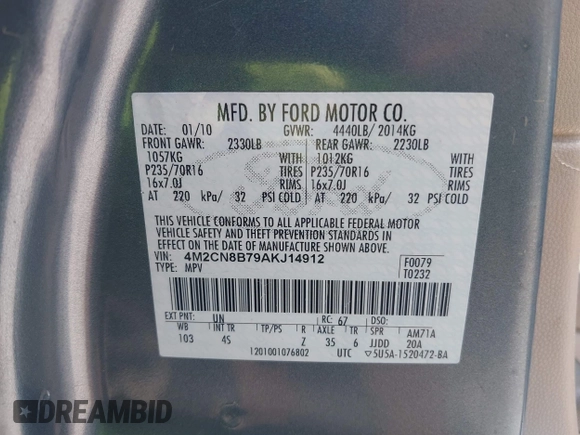 MFD. BY FORD MOTOR CO.
DATE: 01/10 GVWR: 4440LB/ 2014KG
FRONT GAWR: 2330LB REAR GAWR: 2230LB
1057KG WITH 1012KG WITH
P235/70R16 TIRES P235/70R16 TIRES
16x7.0J RIMS 16x7.0J RIMS
AT 220 kPa/ 32 PSI COLD AT 220 kPa/ 32 PSI COLD
THIS VEHICLE CONFORMS TO ALL APPLICABLE FEDERAL MOTOR
VEHICLE SAFETY AND THEFT PREVENTION STANDARDS IN
EFFECT ON THE DATE OF MANUFACTURE SHOWN ABOVE.
VIN: 4M2CN8B79AKJ14912 F0079
TYPE: MPV T0232
EXT PNT: UN RC: 67 DSO:
WB INT TR TP/PS R AXLE TR SPR AM71A
103 4S Z 35 6 JJDD 20A
1201001076802 UTC ▽5U5A-1520472-BA
Ford
DREAMBID